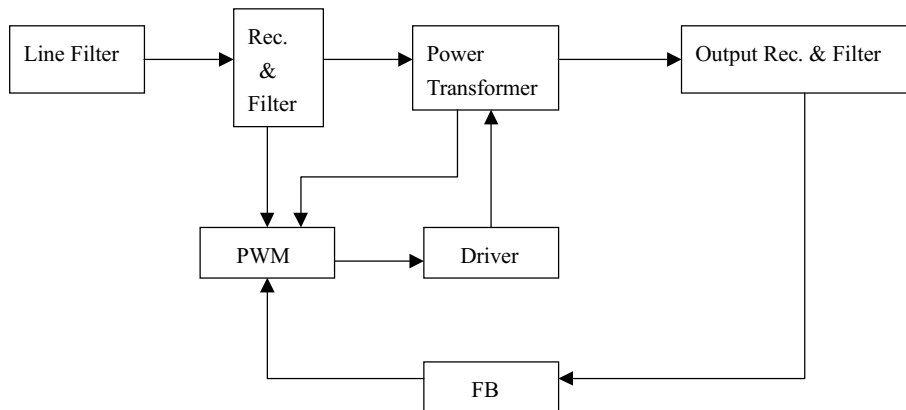 Line Filter
Rec.
&
Filter
Power
Transformer
Output Rec. & Filter
PWM
Driver
FB